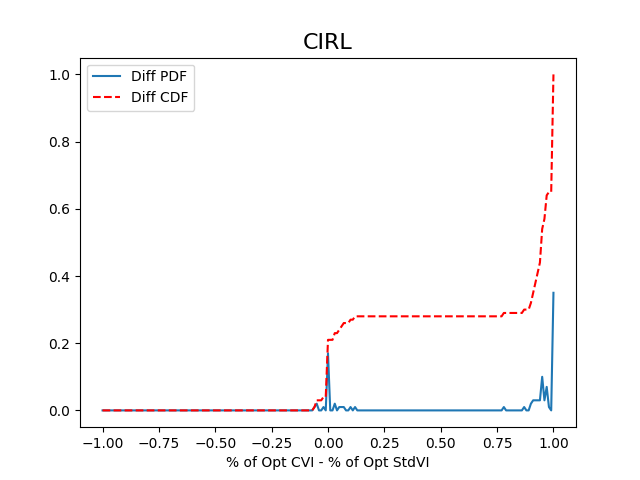 CIRL
Diff PDF
Diff CDF
1.0
0.8
0.6
0.4
0.2
0.0
−1.00 −0.75 −0.50 −0.25 0.00 0.25 0.50 0.75 1.00
% of Opt CVI - % of Opt StdVI